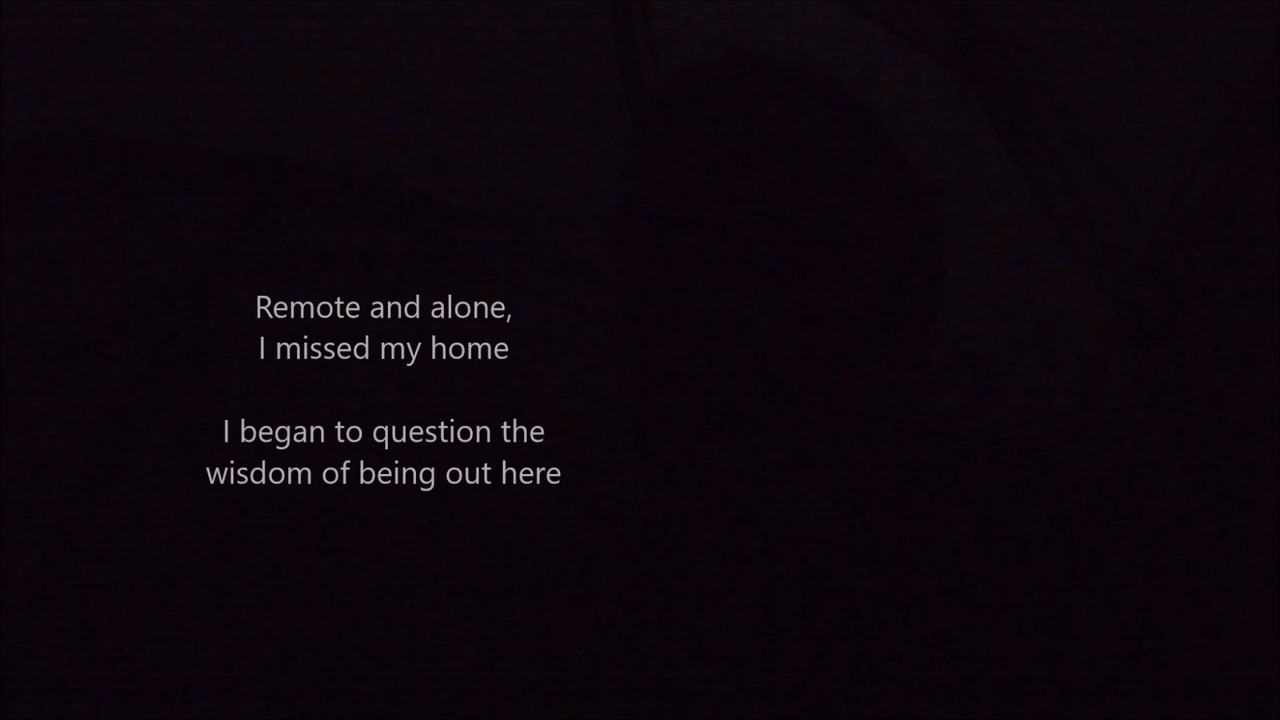 Remote and alone,
I missed my home
I began to question the
wisdom of being out here